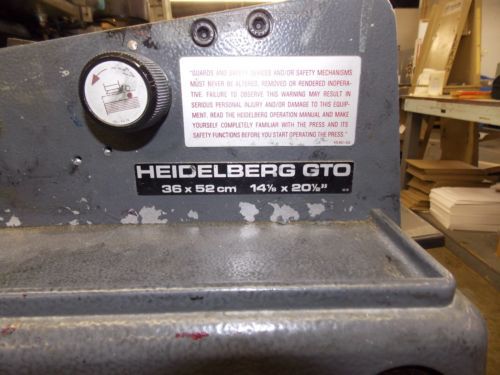 "GUARDS AND SAFETY DEVICES AND/OR SAFETY MECHANISMS
MUST NEVER BE ALTERED, REMOVED OR RENDERED INOPERA-
TIVE. FAILURE TO OBSERVE THIS WARNING MAY RESULT IN
SERIOUS PERSONAL INJURY AND/OR DAMAGE TO THIS EQUIP-
MENT. READ THE HEIDELBERG OPERATION MANUAL AND MAKE
YOURSELF COMPLETELY FAMILIAR WITH THE PRESS AND ITS
SAFETY FUNCTIONS BEFORE YOU START OPERATING THE PRESS."
HEIDELBERG GTO
36 x 52 cm 14⅛ x 20½"